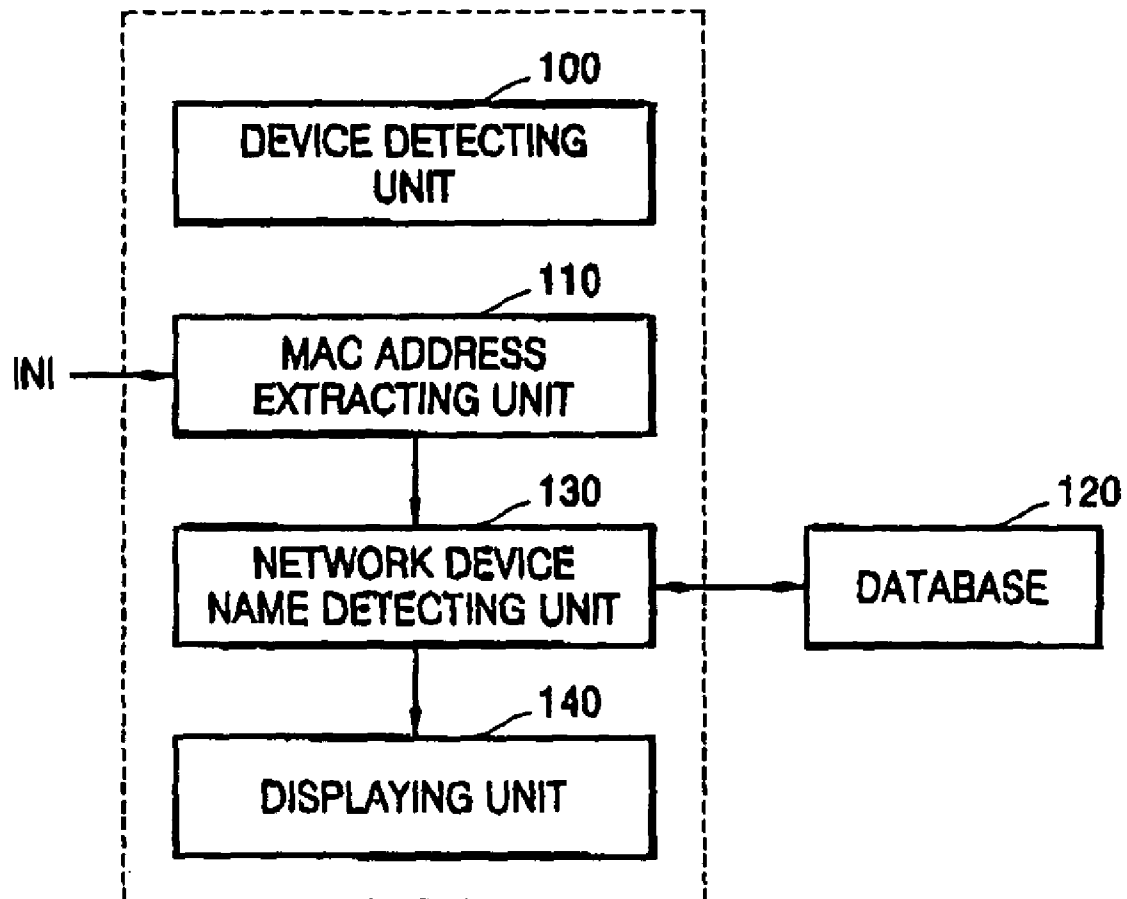 100
DEVICE DETECTING
UNIT
110
INI
MAC ADDRESS
EXTRACTING UNIT
130
NETWORK DEVICE
NAME DETECTING UNIT
120
DATABASE
140
DISPLAYING UNIT